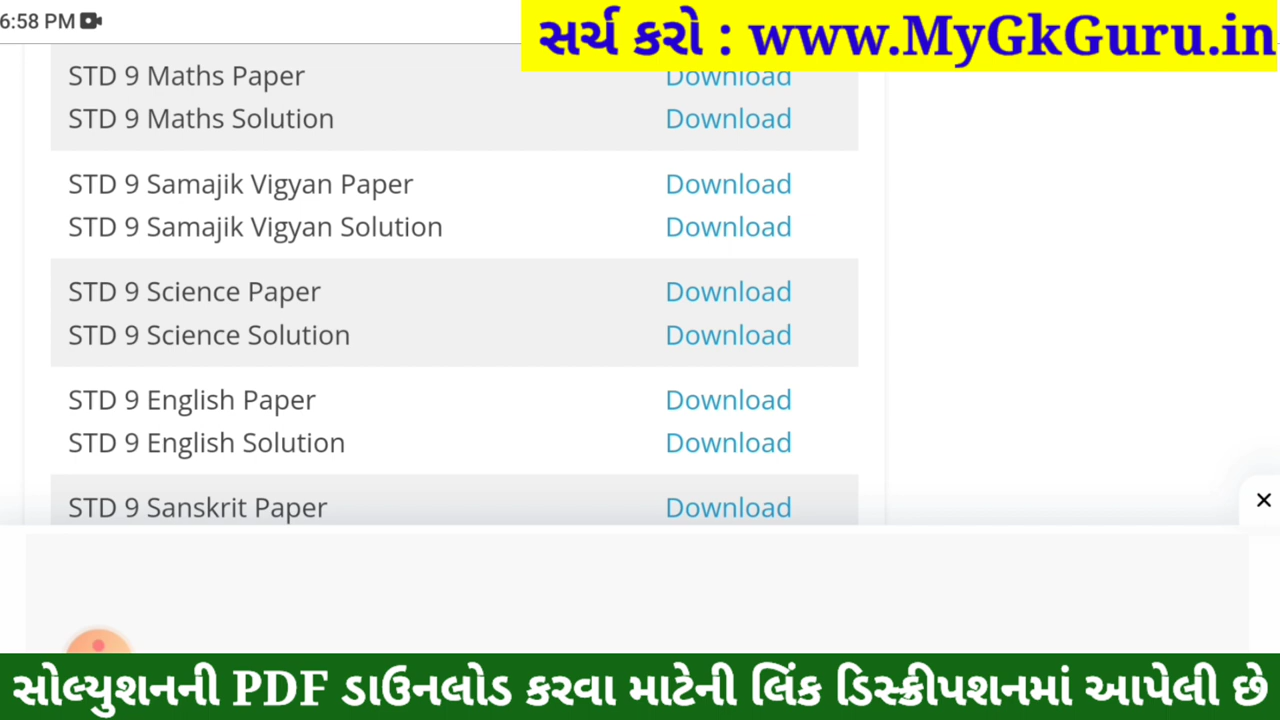 6:58 PM
સર્ચ કરો : www.MyGkGuru.in
STD 9 Maths Paper Download
STD 9 Maths Solution Download
STD 9 Samajik Vigyan Paper Download
STD 9 Samajik Vigyan Solution Download
STD 9 Science Paper Download
STD 9 Science Solution Download
STD 9 English Paper Download
STD 9 English Solution Download
STD 9 Sanskrit Paper Download
સોલ્યુશનની PDF ડાઉનલોડ કરવા માટેની લિંક ડિસ્ક્રીપશનમાં આપેલી છે